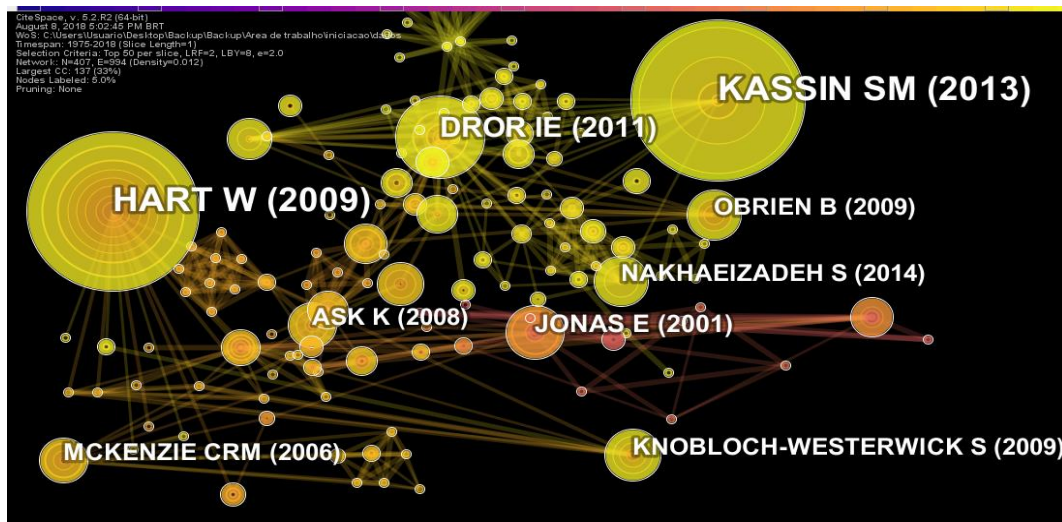 CiteSpace, v. 5.2.R2 (64-bit)
August 8, 2018 5:02:45 PM BRT
WoS: C:\Users\Usuario\Desktop\Backup\Backup\Area de trabalho\iniciacao\dados
Timespan: 1975-2018 (Slice Length=1)
Selection Criteria: Top 50 per slice, LRF=2, LBY=8, e=2.0
Network: N=407, E=994 (Density=0.012)
Largest CC: 137 (33%)
Nodes Labeled: 5.0%
Pruning: None
KASSIN SM (2013)
DROR IE (2011)
HART W (2009)
OBRIEN B (2009)
NAKHAEIZADEH S (2014)
ASK K (2008)
JONAS E (2001)
MCKENZIE CRM (2006)
KNOBLOCH-WESTERWICK S (2009)